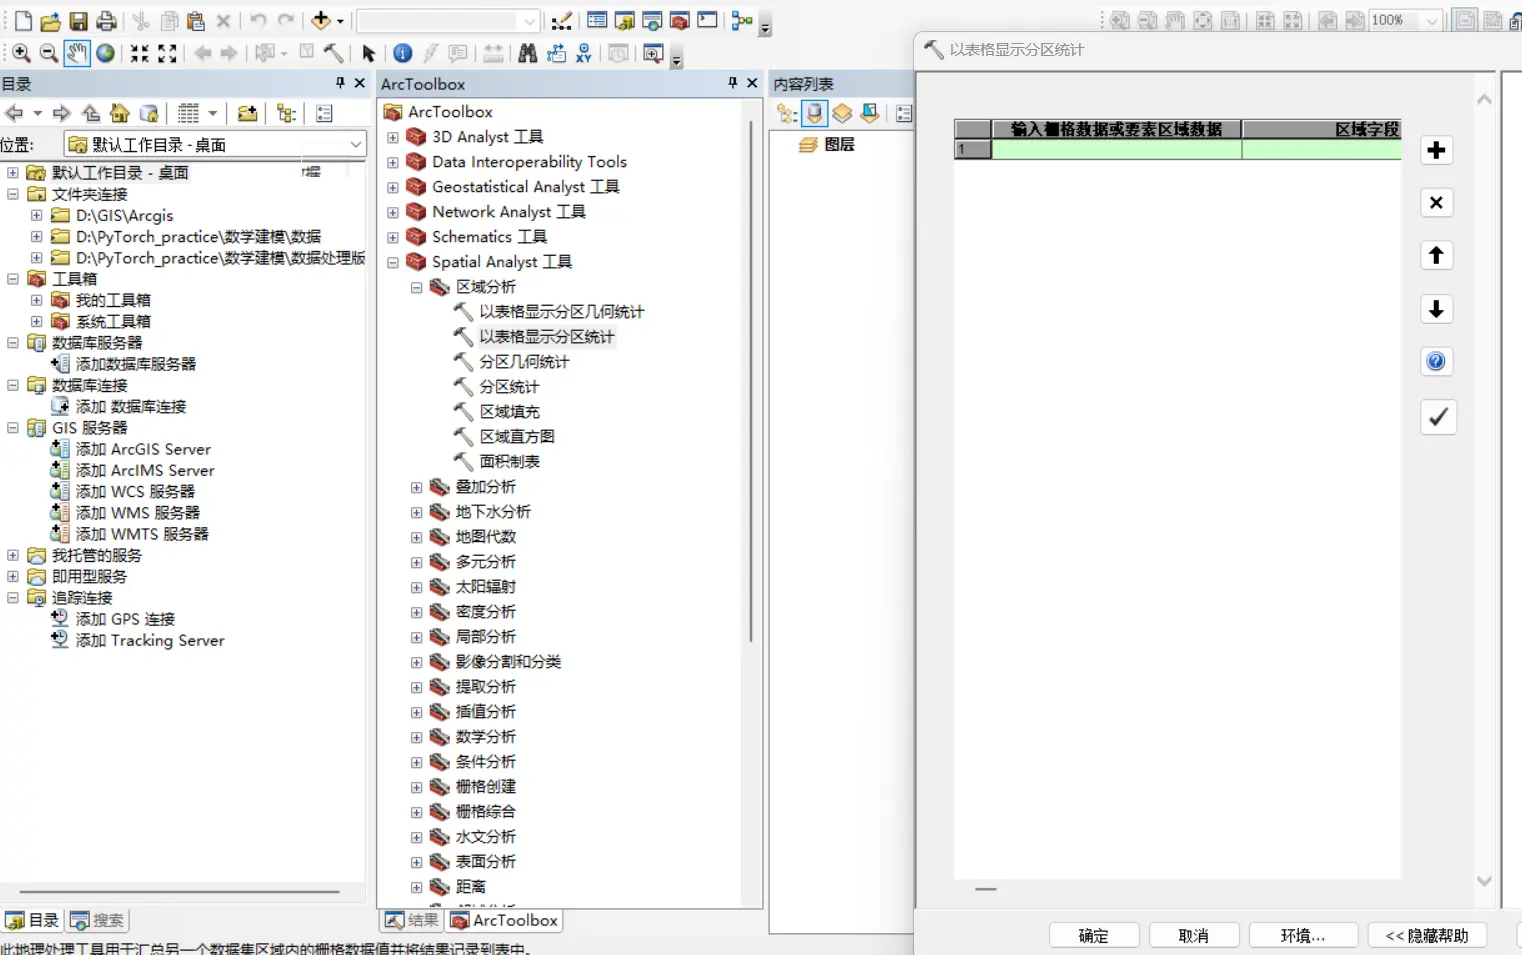 100%
以表格显示分区统计
目录
ArcToolbox
内容列表
位置:
默认工作目录 - 桌面
默认工作目录 - 桌面
文件夹连接
D:\GIS\Arcgis
D:\PyTorch_practice\数学建模\数据
D:\PyTorch_practice\数学建模\数据处理版
工具箱
我的工具箱
系统工具箱
数据库服务器
添加数据库服务器
数据库连接
添加 数据库连接
GIS 服务器
添加 ArcGIS Server
添加 ArcIMS Server
添加 WCS 服务器
添加 WMS 服务器
添加 WMTS 服务器
我托管的服务
即用型服务
追踪连接
添加 GPS 连接
添加 Tracking Server
目录
搜索
ArcToolbox
3D Analyst 工具
Data Interoperability Tools
Geostatistical Analyst 工具
Network Analyst 工具
Schematics 工具
Spatial Analyst 工具
区域分析
以表格显示分区几何统计
以表格显示分区统计
分区几何统计
分区统计
区域填充
区域直方图
面积制表
叠加分析
地下水分析
地图代数
多元分析
太阳辐射
密度分析
局部分析
影像分割和分类
提取分析
插值分析
数学分析
条件分析
栅格创建
栅格综合
水文分析
表面分析
距离
结果
ArcToolbox
图层
输入栅格数据或要素区域数据
区域字段
1
确定
取消
环境...
<< 隐藏帮助
此地理处理工具用于汇总另一个数据集区域内的栅格数据值并将结果记录到表中。